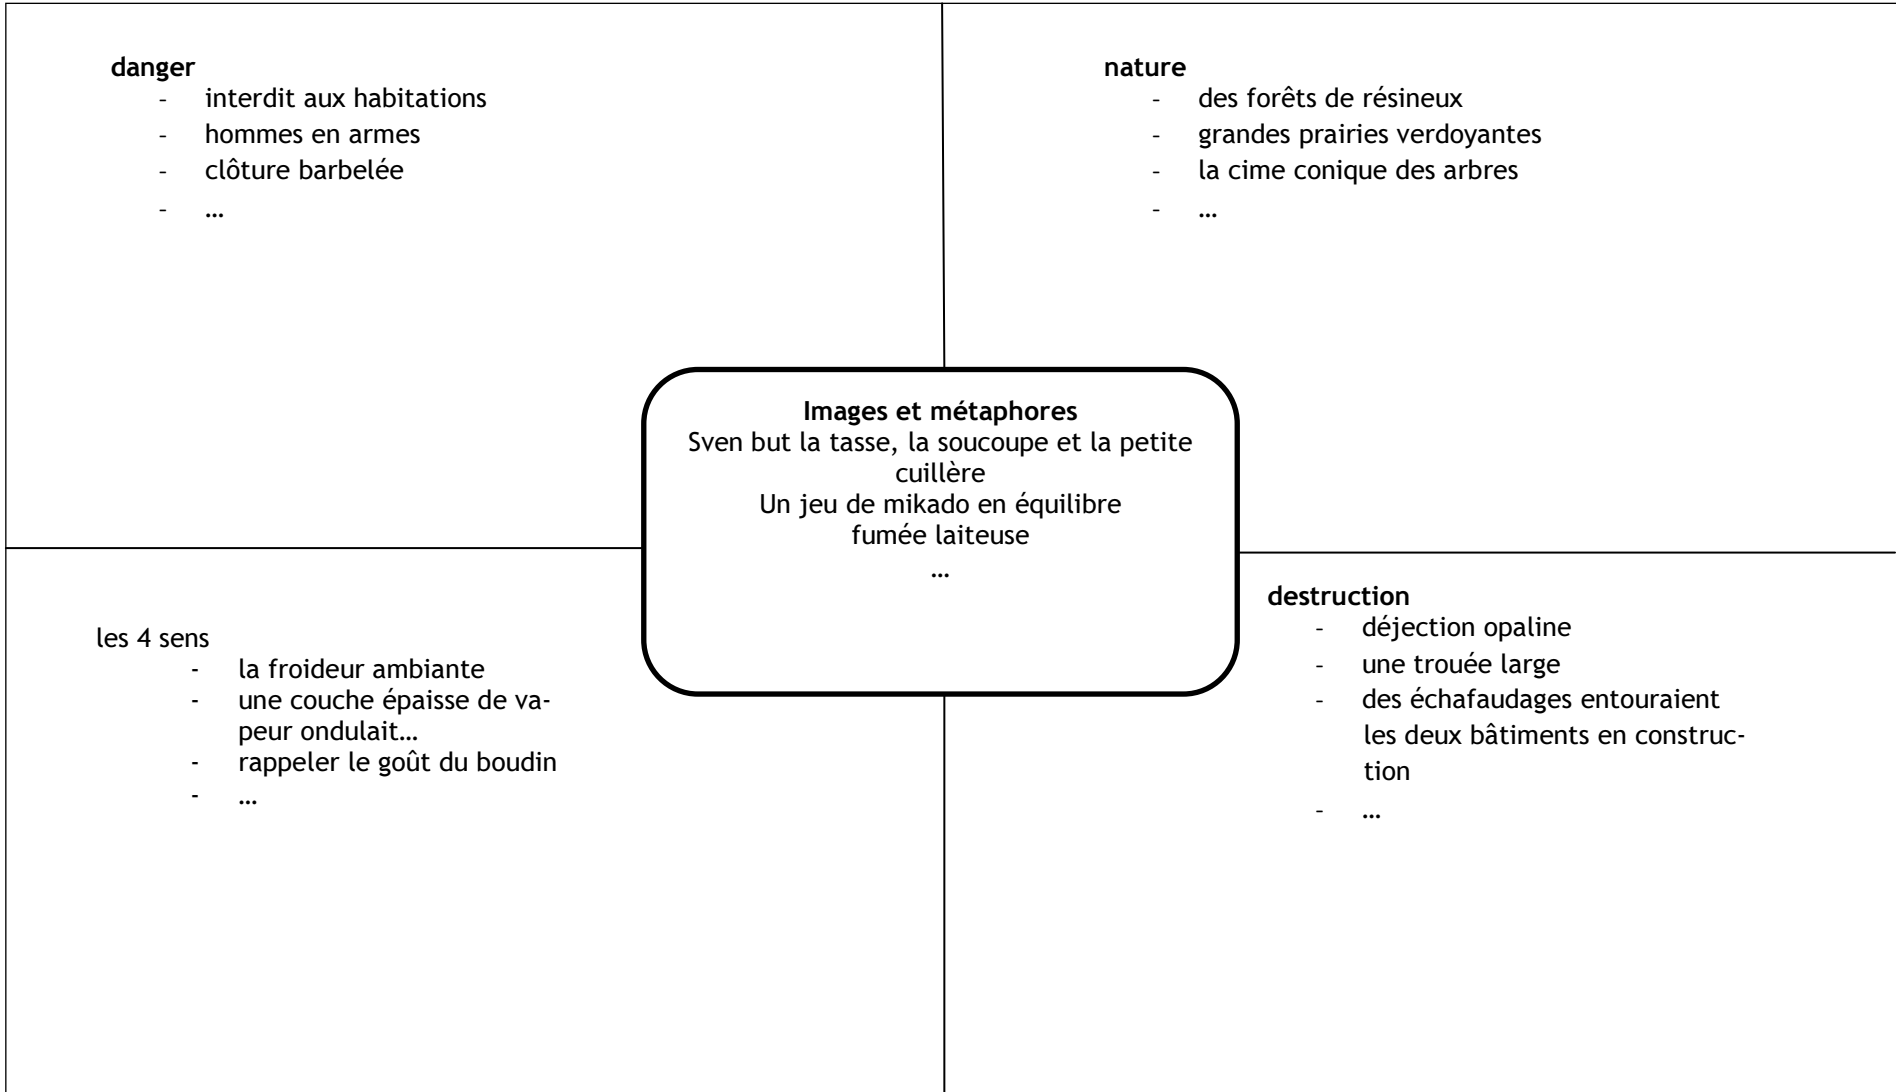 danger
- interdit aux habitations
- hommes en armes
- clôture barbelée
- …
nature
- des forêts de résineux
- grandes prairies verdoyantes
- la cime conique des arbres
- …
Images et métaphores
Sven but la tasse, la soucoupe et la petite
cuillère
Un jeu de mikado en équilibre
fumée laiteuse
…
les 4 sens
- la froideur ambiante
- une couche épaisse de va-
peur ondulait…
- rappeler le goût du boudin
- …
destruction
- déjection opaline
- une trouée large
- des échafaudages entouraient
les deux bâtiments en construc-
tion
- …